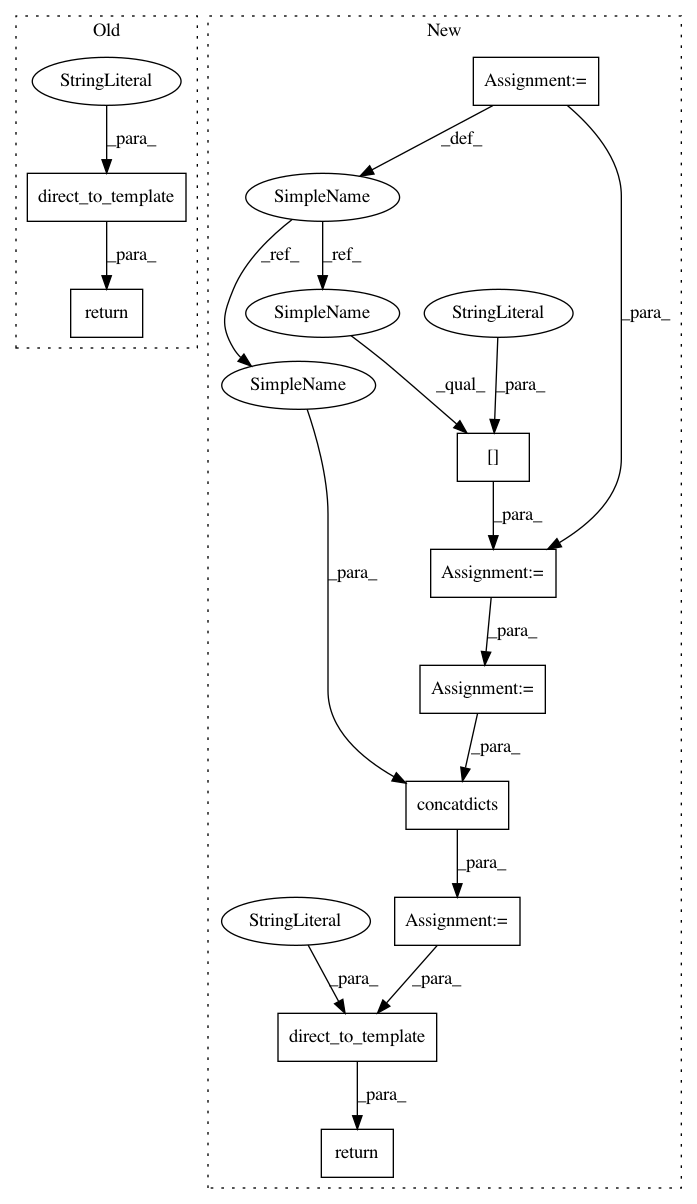 Old
New
StringLiteral
Assignment:=
_para_
_def_
direct_to_template
SimpleName
_para_
_ref_
_ref_
return
SimpleName
StringLiteral
_para_
SimpleName
_qual_
_para_
[]
_para_
_para_
Assignment:=
_para_
Assignment:=
_para_
concatdicts
_para_
StringLiteral
Assignment:=
_para_
_para_
direct_to_template
_para_
return